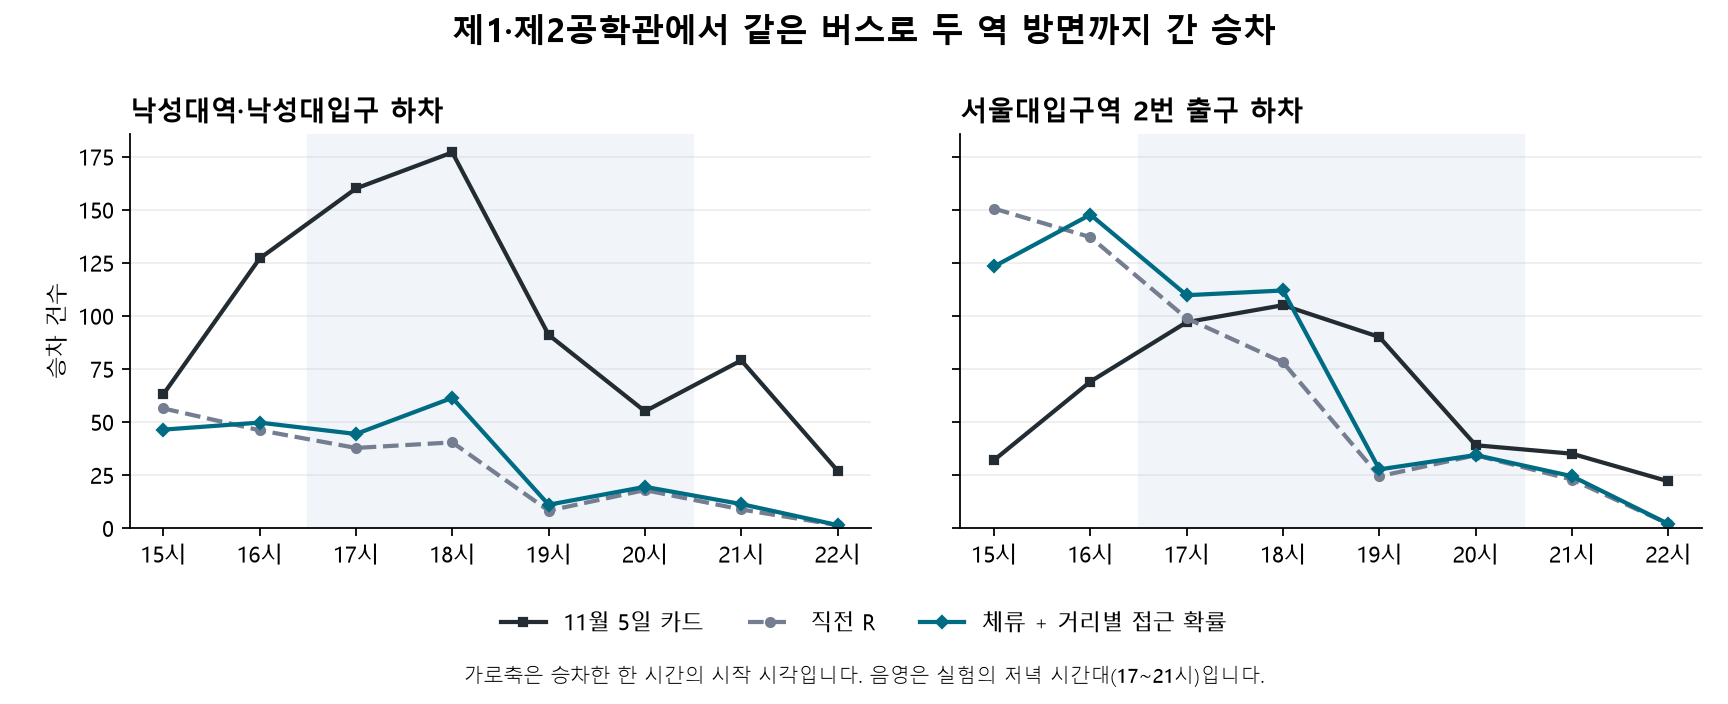 제1·제2공학관에서 같은 버스로 두 역 방면까지 간 승차
낙성대역·낙성대입구 하차
서울대입구역 2번 출구 하차
승차 건수
175
150
125
100
75
50
25
0
15시 16시 17시 18시 19시 20시 21시 22시
15시 16시 17시 18시 19시 20시 21시 22시
11월 5일 카드 직전 R 체류 + 거리별 접근 확률
가로축은 승차한 한 시간의 시작 시각입니다. 음영은 실험의 저녁 시간대(17~21시)입니다.